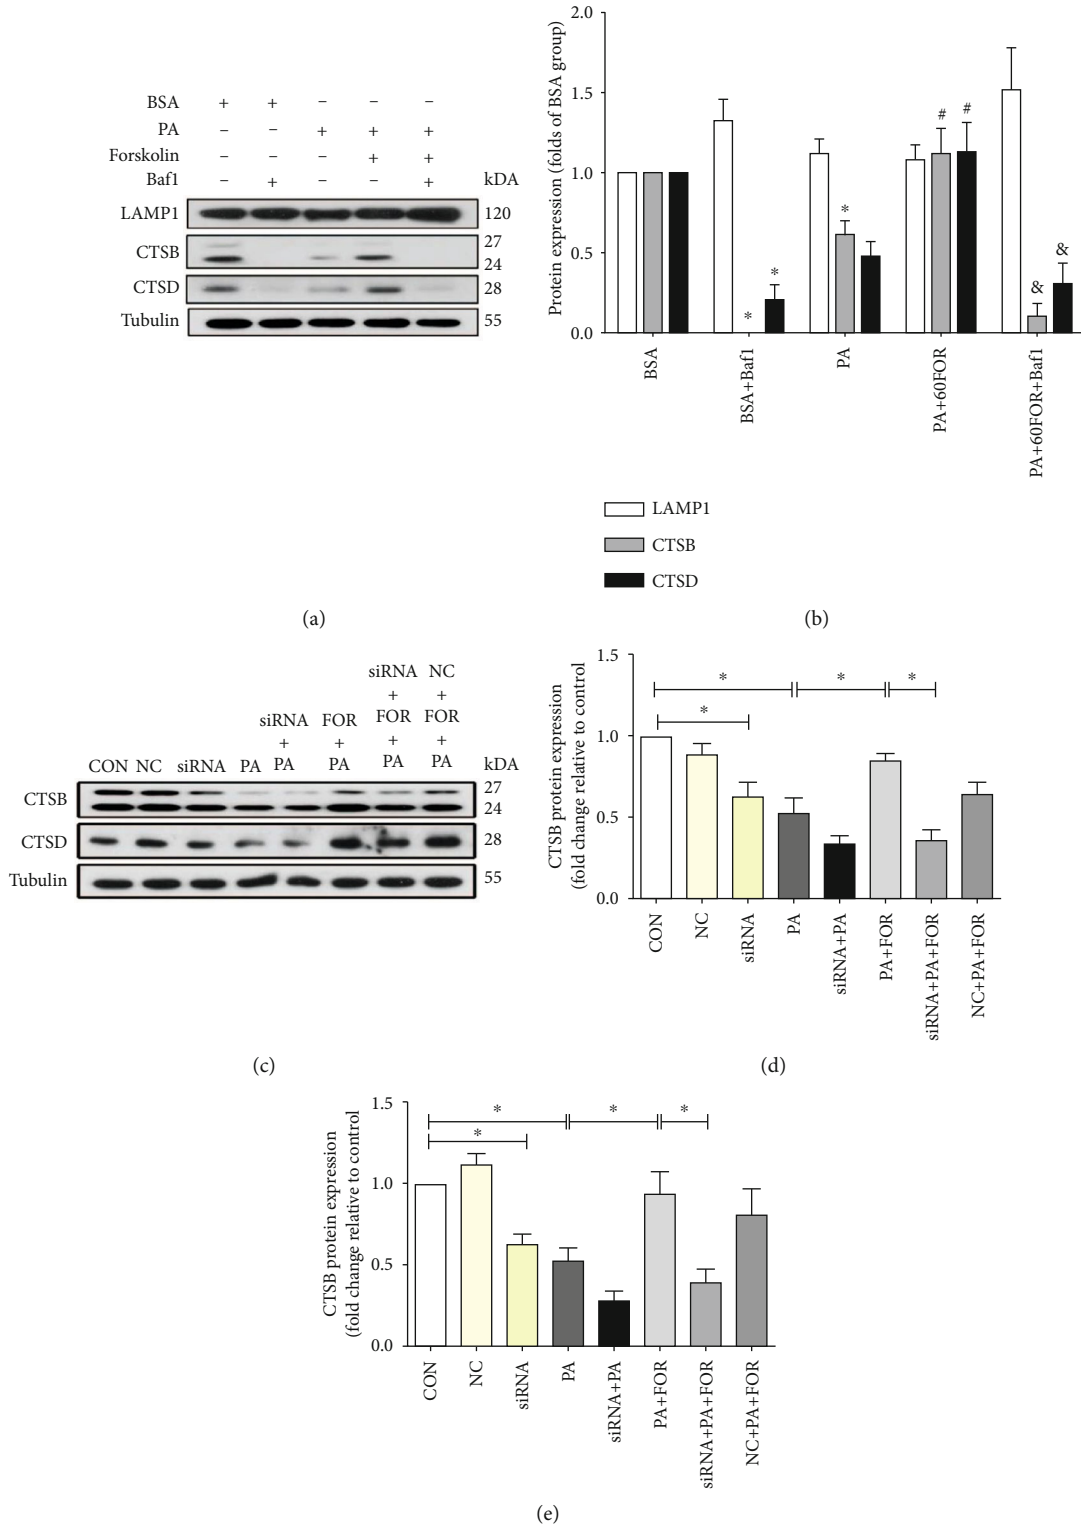 BSA + + − − −
PA − − + + +
Forskolin − − − + +
Baf1 − + − − + kDA
LAMP1 120
CTSB 27
24
CTSD 28
Tubulin 55
(a)
Protein expression (folds of BSA group)
2.0
1.5
1.0
0.5
0.0
* * * # # & &
BSA
BSA+Baf1
PA
PA+60FOR
PA+60FOR+Baf1
LAMP1
CTSB
CTSD
(b)
CON NC siRNA PA siRNA + PA FOR + PA siRNA + FOR + PA NC + FOR + PA kDA
CTSB 27
24
CTSD 28
Tubulin 55
(c)
CTSB protein expression
(fold change relative to control
1.5
1.0
0.5
0.0
* * *
*
CON
NC
siRNA
PA
siRNA+PA
PA+FOR
siRNA+PA+FOR
NC+PA+FOR
(d)
CTSB protein expression
(fold change relative to control
1.5
1.0
0.5
0.0
* * *
*
CON
NC
siRNA
PA
siRNA+PA
PA+FOR
siRNA+PA+FOR
NC+PA+FOR
(e)